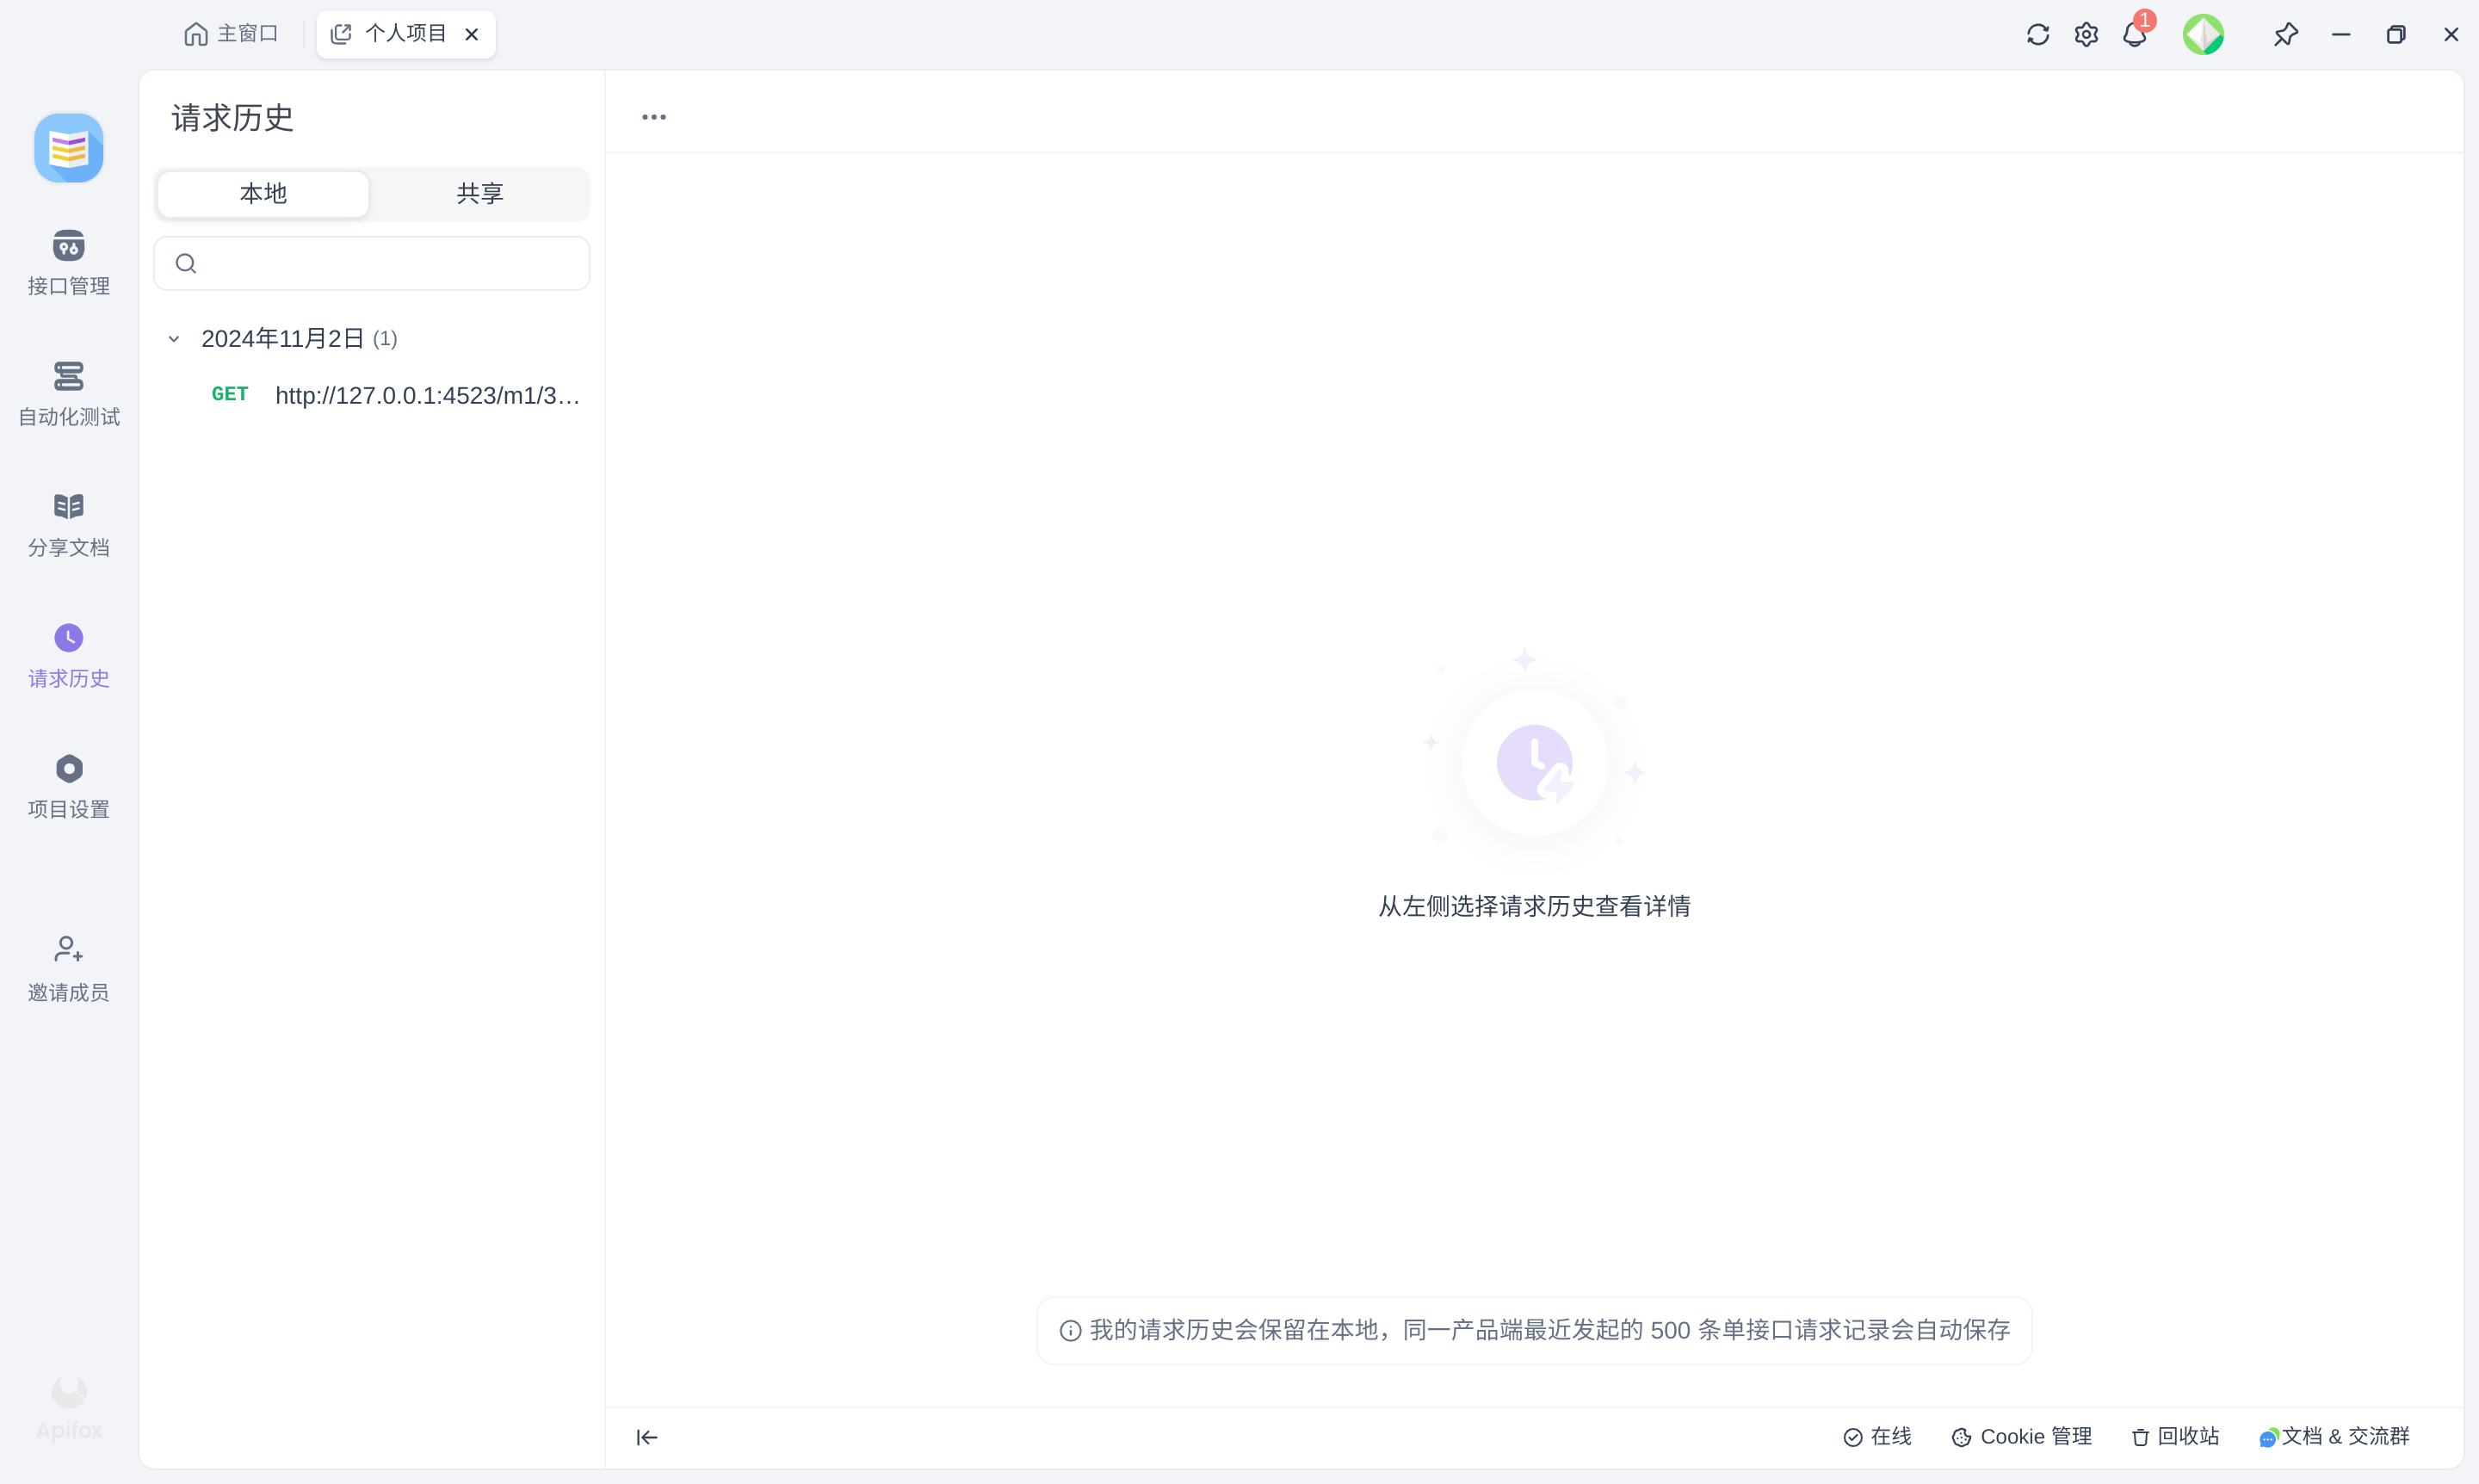 主窗口
个人项目
1
请求历史
本地
共享
接口管理
2024年11月2日 (1)
GET http://127.0.0.1:4523/m1/3…
自动化测试
分享文档
请求历史
项目设置
从左侧选择请求历史查看详情
邀请成员
我的请求历史会保留在本地，同一产品端最近发起的 500 条单接口请求记录会自动保存
Apifox
在线
Cookie 管理
回收站
文档 & 交流群